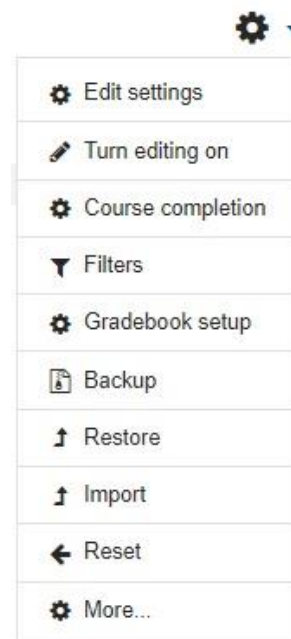 Edit settings
Turn editing on
Course completion
Filters
Gradebook setup
Backup
Restore
Import
Reset
More...